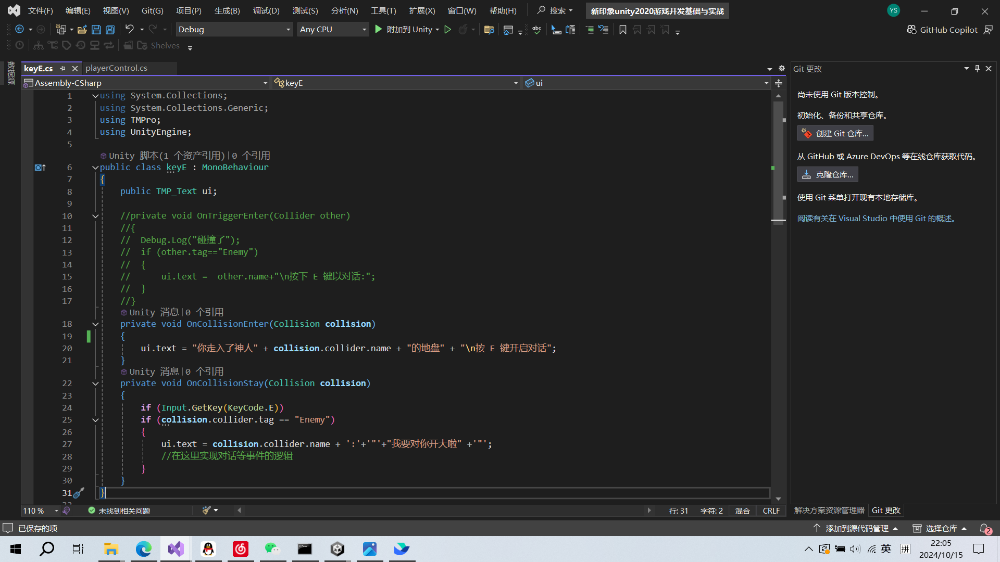 文件(F) 编辑(E) 视图(V) Git(G) 项目(P) 生成(B) 调试(D) 测试(S) 分析(N) 工具(T) 扩展(X) 窗口(W) 帮助(H) 搜索 新印象unity2020游戏开发基础与实战 YS
Debug Any CPU 附加到 Unity abc GitHub Copilot
Shelves
数据源
keyE.cs playerControl.cs
Assembly-CSharp keyE ui
1 using System.Collections;
2 using System.Collections.Generic;
3 using TMPro;
4 using UnityEngine;
5
Unity 脚本(1 个资产引用)|0 个引用
6 public class keyE : MonoBehaviour
7 {
8 public TMP_Text ui;
9
10 //private void OnTriggerEnter(Collider other)
11 //{
12 // Debug.Log("碰撞了");
13 // if (other.tag=="Enemy")
14 // {
15 // ui.text = other.name+"\n按下 E 键以对话:";
16 // }
17 //}
Unity 消息|0 个引用
18 private void OnCollisionEnter(Collision collision)
19 {
20 ui.text = "你走入了神人" + collision.collider.name + "的地盘" + "\n按 E 键开启对话";
21 }
Unity 消息|0 个引用
22 private void OnCollisionStay(Collision collision)
23 {
24 if (Input.GetKey(KeyCode.E))
25 if (collision.collider.tag == "Enemy")
26 {
27 ui.text = collision.collider.name + ':'+'"'+"我要对你开大啦" +'"';
28 //在这里实现对话等事件的逻辑
29 }
30 }
31 }
110 % 未找到相关问题 行: 31 字符: 2 混合 CRLF
Git 更改
尚未使用 Git 版本控制。
初始化、备份和共享仓库。
创建 Git 仓库...
从 GitHub 或 Azure DevOps 等在线仓库获取代码。
克隆仓库...
使用 Git 菜单打开现有本地存储库。
阅读有关在 Visual Studio 中使用 Git 的概述。
解决方案资源管理器 Git 更改
已保存的项 添加到源代码管理 选择仓库 2
英 拼 22:05
2024/10/15